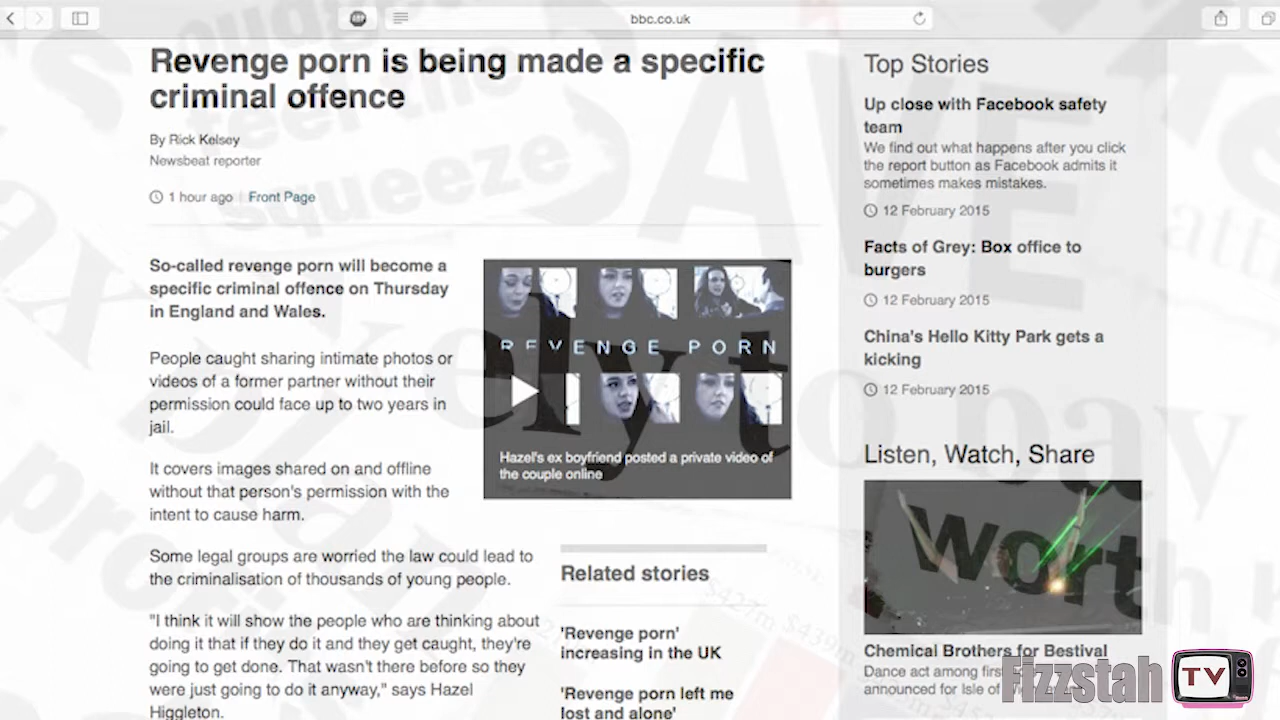 bbc.co.uk
Revenge porn is being made a specific
criminal offence
By Rick Kelsey
Newsbeat reporter
1 hour ago
Front Page
So-called revenge porn will become a
specific criminal offence on Thursday
in England and Wales.
People caught sharing intimate photos or
videos of a former partner without their
permission could face up to two years in
jail.
It covers images shared on and offline
without that person's permission with the
intent to cause harm.
Some legal groups are worried the law could lead to
the criminalisation of thousands of young people.
"I think it will show the people who are thinking about
doing it that if they do it and they get caught, they're
going to get done. That wasn't there before so they
were just going to do it anyway," says Hazel
Higgleton.
REVENGE PORN
Hazel's ex boyfriend posted a private video of
the couple online
Related stories
'Revenge porn'
increasing in the UK
'Revenge porn left me
lost and alone'
Top Stories
Up close with Facebook safety
team
We find out what happens after you click
the report button as Facebook admits it
sometimes makes mistakes.
12 February 2015
Facts of Grey: Box office to
burgers
12 February 2015
China's Hello Kitty Park gets a
kicking
12 February 2015
Listen, Watch, Share
Chemical Brothers for Bestival
Dance act among first
announced for Isle of
Fizzstah TV
feel the
squeeze
SAVE
ely to pay
worth
$427m $439m